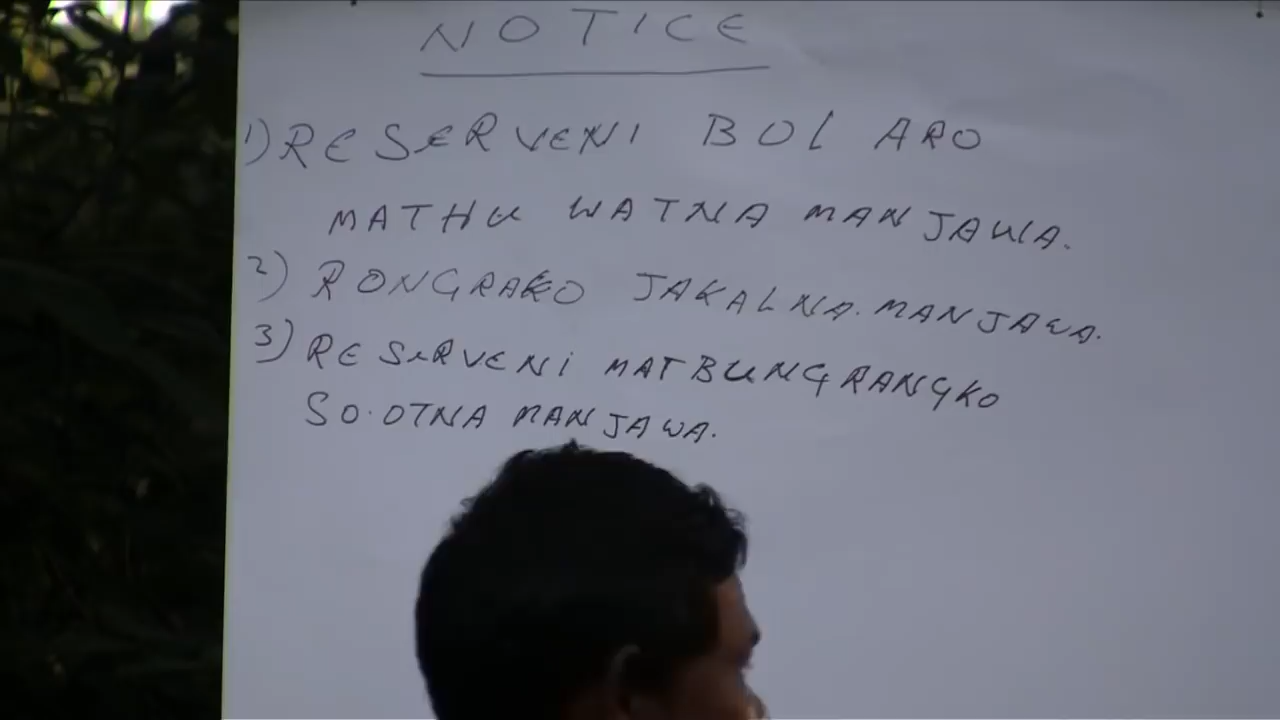 NOTICE
1) RESERVENI BOL ARO
MATHU WATNA MANJAWA.
2) RONGRAKO JAKALNA. MANJAWA.
3) RESERVENI MATBUNGRANGKO
SO.OTNA MANJAWA.